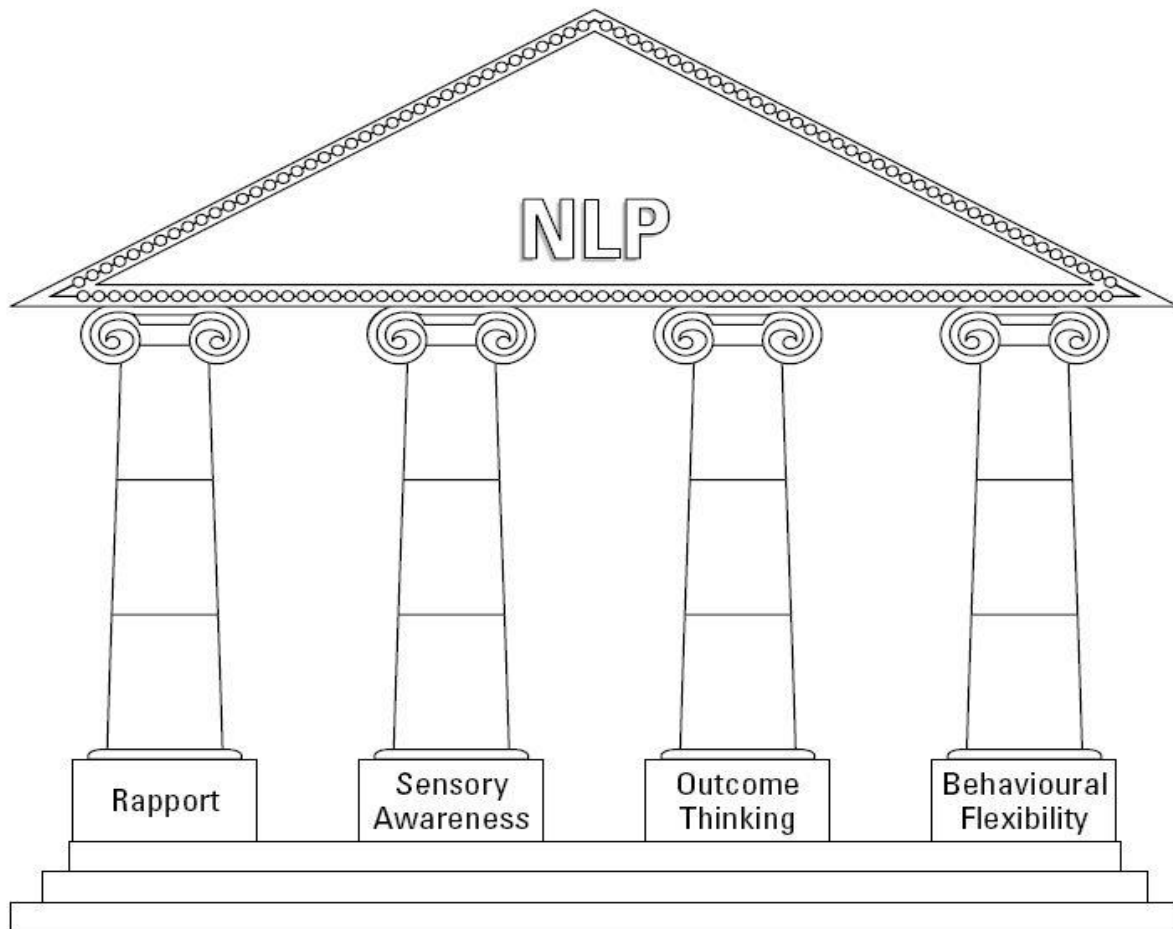 NLP
Rapport
Sensory
Awareness
Outcome
Thinking
Behavioural
Flexibility